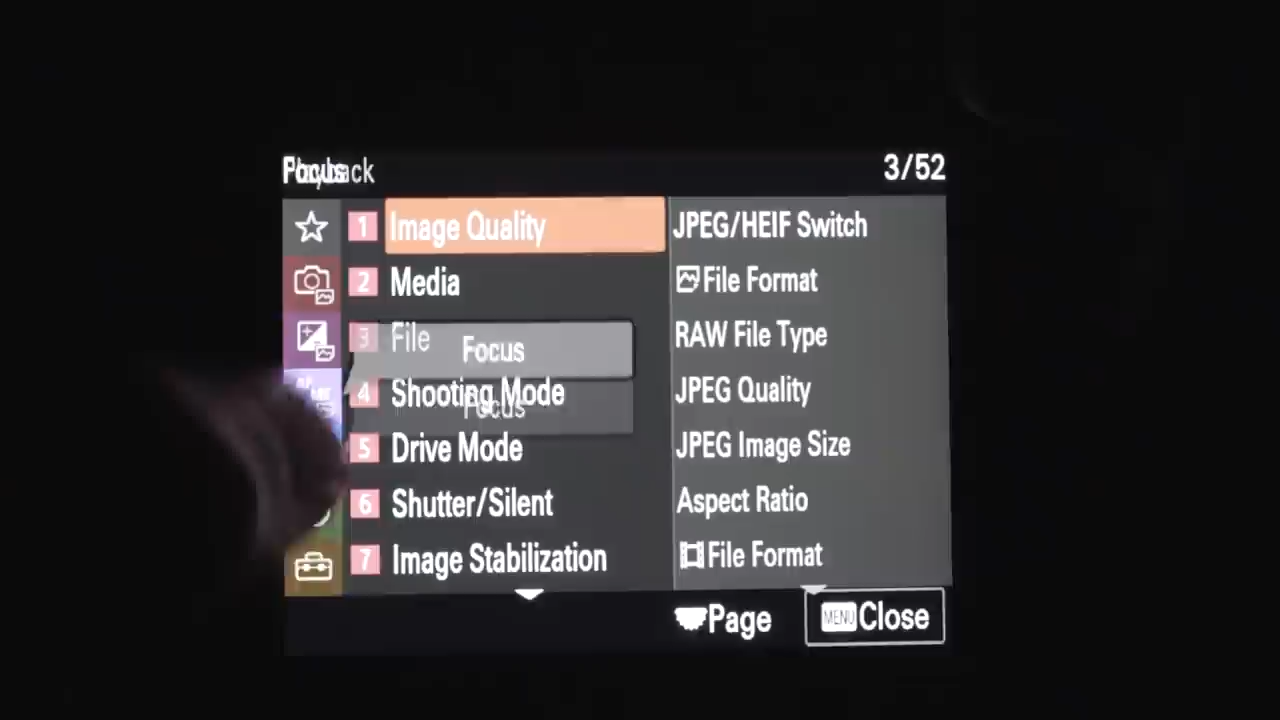 Focus
3/52
1 Image Quality
2 Media
3 File
4 Shooting Mode
5 Drive Mode
6 Shutter/Silent
7 Image Stabilization
Focus
Focus
JPEG/HEIF Switch
File Format
RAW File Type
JPEG Quality
JPEG Image Size
Aspect Ratio
File Format
Page
MENU Close